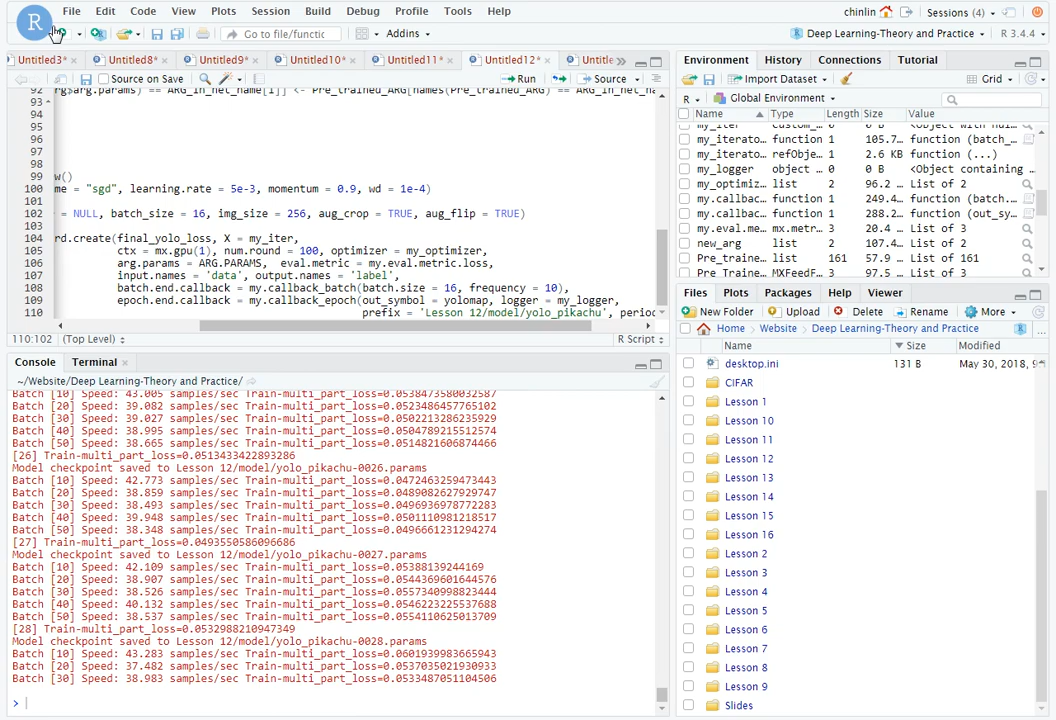 File Edit Code View Plots Session Build Debug Profile Tools Help
chinlin
Sessions (4)
R
Go to file/functic
Addins
Deep Learning-Theory and Practice
R 3.4.4
Untitled3* Untitled8* Untitled9* Untitled10* Untitled11* Untitled12* Untitle
Source on Save
Run
Source
92 rg$arg.params) == ARG_in_net_name[i]] <- Pre_trained_ARG[names(Pre_trained_ARG) == ARG_in_net_na
93
94
95
96
97
98
99 w()
100 me = "sgd", learning.rate = 5e-3, momentum = 0.9, wd = 1e-4)
101
102 = NULL, batch_size = 16, img_size = 256, aug_crop = TRUE, aug_flip = TRUE)
103
104 rd.create(final_yolo_loss, X = my_iter,
105 ctx = mx.gpu(1), num.round = 100, optimizer = my_optimizer,
106 arg.params = ARG.PARAMS, eval.metric = my.eval.metric.loss,
107 input.names = 'data', output.names = 'label',
108 batch.end.callback = my.callback_batch(batch.size = 16, frequency = 10),
109 epoch.end.callback = my.callback_epoch(out_symbol = yolomap, logger = my_logger,
110 prefix = 'Lesson 12/model/yolo_pikachu', period
110:102 (Top Level) R Script
Console Terminal
~/Website/Deep Learning-Theory and Practice/
Batch [10] Speed: 43.005 samples/sec Train-multi_part_loss=0.0538473580032587
Batch [20] Speed: 39.082 samples/sec Train-multi_part_loss=0.0523486457765102
Batch [30] Speed: 39.027 samples/sec Train-multi_part_loss=0.0502213286235929
Batch [40] Speed: 38.995 samples/sec Train-multi_part_loss=0.0504789215512574
Batch [50] Speed: 38.665 samples/sec Train-multi_part_loss=0.0514821606874466
[26] Train-multi_part_loss=0.0513433422893286
Model checkpoint saved to Lesson 12/model/yolo_pikachu-0026.params
Batch [10] Speed: 42.773 samples/sec Train-multi_part_loss=0.0472463259473443
Batch [20] Speed: 38.859 samples/sec Train-multi_part_loss=0.0489082627929747
Batch [30] Speed: 38.493 samples/sec Train-multi_part_loss=0.0496936978772283
Batch [40] Speed: 39.948 samples/sec Train-multi_part_loss=0.0501110981218517
Batch [50] Speed: 38.348 samples/sec Train-multi_part_loss=0.0496661231294274
[27] Train-multi_part_loss=0.0493550586096686
Model checkpoint saved to Lesson 12/model/yolo_pikachu-0027.params
Batch [10] Speed: 42.109 samples/sec Train-multi_part_loss=0.05388139244169
Batch [20] Speed: 38.907 samples/sec Train-multi_part_loss=0.0544369601644576
Batch [30] Speed: 38.526 samples/sec Train-multi_part_loss=0.0557340998823444
Batch [40] Speed: 40.132 samples/sec Train-multi_part_loss=0.0546223225537688
Batch [50] Speed: 38.537 samples/sec Train-multi_part_loss=0.0554110625013709
[28] Train-multi_part_loss=0.0532988210947349
Model checkpoint saved to Lesson 12/model/yolo_pikachu-0028.params
Batch [10] Speed: 43.283 samples/sec Train-multi_part_loss=0.0601939983665943
Batch [20] Speed: 37.482 samples/sec Train-multi_part_loss=0.0537035021930933
Batch [30] Speed: 38.983 samples/sec Train-multi_part_loss=0.0533487051104506
>
Environment History Connections Tutorial
Import Dataset
Grid
R Global Environment
Name Type Length Size Value
my_iterato… function 1 105.7… function (batch_…
my_iterato… refObje… 1 2.6 KB function (...)
my_logger object … 0 0 B <Object containing …
my_optimiz… list 2 96.2 … List of 2
my.callbac… function 1 249.4… function (batch.…
my.callbac… function 1 288.2… function (out_sy…
my.eval.me… mx.metr… 3 20.4 … List of 3
new_arg list 2 107.4… List of 2
Pre_traine… list 161 57.9 … List of 161
Pre_Traine… MXFeedF… 3 97.5 … List of 3
Files Plots Packages Help Viewer
New Folder Upload Delete Rename More
Home Website Deep Learning-Theory and Practice
Name Size Modified
desktop.ini 131 B May 30, 2018, 9:
CIFAR
Lesson 1
Lesson 10
Lesson 11
Lesson 12
Lesson 13
Lesson 14
Lesson 15
Lesson 16
Lesson 2
Lesson 3
Lesson 4
Lesson 5
Lesson 6
Lesson 7
Lesson 8
Lesson 9
Slides